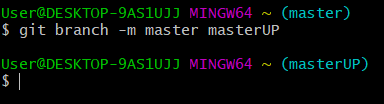 User@DESKTOP-9AS1UJJ MINGW64 ~ (master)
$ git branch -m master masterUP
User@DESKTOP-9AS1UJJ MINGW64 ~ (masterUP)
$